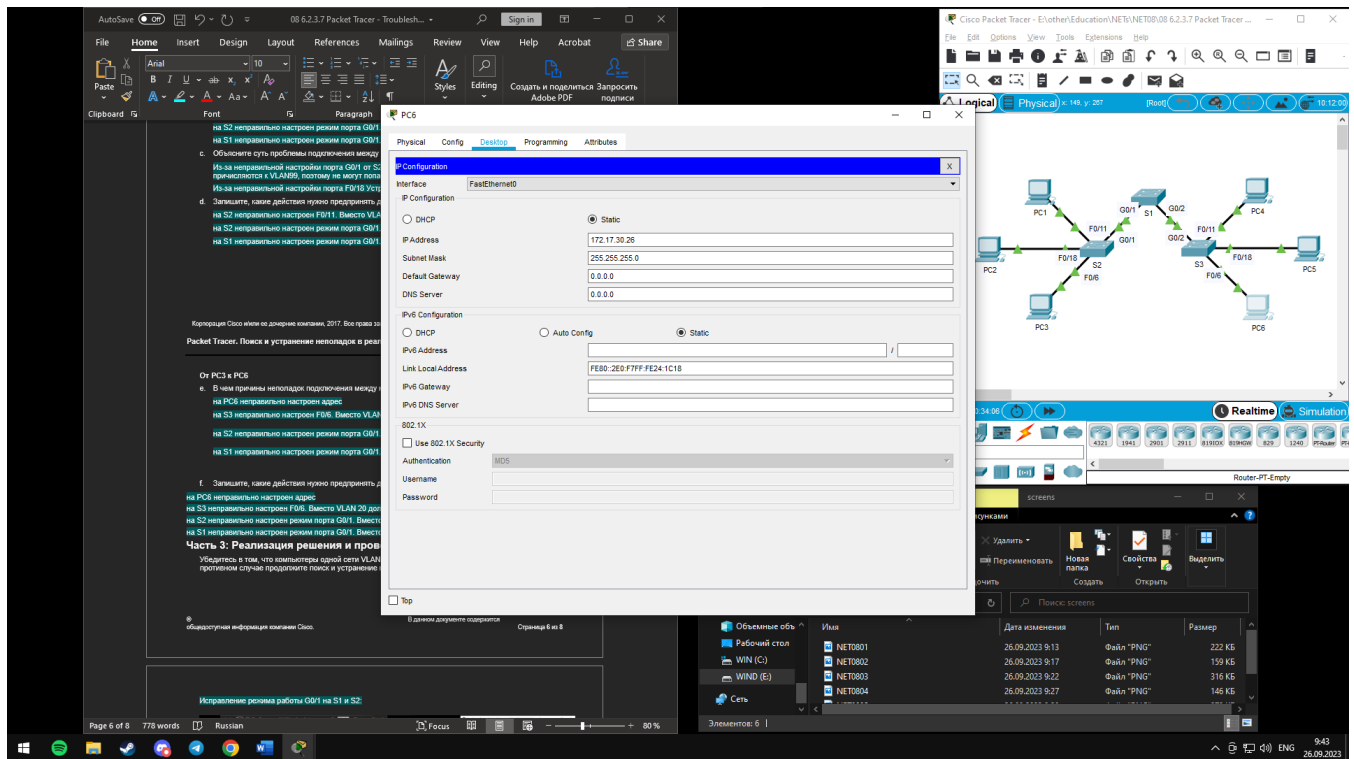 AutoSave Off 08 6.2.3.7 Packet Tracer - Troublesh... Sign in
File Home Insert Design Layout References Mailings Review View Help Acrobat Share
Paste
Arial 10
B I U ab x, x²
A A Aa A A
Styles
Editing
Создать и поделиться Adobe PDF
Запросить подписи
Clipboard Font Paragraph
на S2 неправильно настроен режим порта G0/1.
на S1 неправильно настроен режим порта G0/1.
c. Объясните суть проблемы подключения между
Из-за неправильной настройки порта G0/1 от S2
причисляются к VLAN99, поэтому не могут попа
Из-за неправильной настройки порта F0/18 Устр
d. Запишите, какие действия нужно предпринять д
на S2 неправильно настроен F0/11. Вместо VLA
на S2 неправильно настроен режим порта G0/1.
на S1 неправильно настроен режим порта G0/1.
Корпорация Cisco и/или ее дочерние компании, 2017. Все права за
Packet Tracer. Поиск и устранение неполадок в реал
От PC3 к PC6
e. В чем причины неполадок подключения между
на PC6 неправильно настроен адрес
на S3 неправильно настроен F0/6. Вместо VLAN
на S2 неправильно настроен режим порта G0/1
на S1 неправильно настроен режим порта G0/1.
f. Запишите, какие действия нужно предпринять д
на PC6 неправильно настроен адрес
на S3 неправильно настроен F0/6. Вместо VLAN 20 дол
на S2 неправильно настроен режим порта G0/1. Вместо
на S1 неправильно настроен режим порта G0/1. Вместо
Часть 3: Реализация решения и пров
Убедитесь в том, что компьютеры одной сети VLAN
противном случае продолжите поиск и устранение
®
общедоступная информация компании Cisco.
В данном документе содержится
Страница 6 из 8
Исправление режима работы G0/1 на S1 и S2:
Page 6 of 8 778 words Russian Focus 80 %
PC6
Physical Config Desktop Programming Attributes
IP Configuration X
Interface FastEthernet0
IP Configuration
DHCP Static
IP Address 172.17.30.26
Subnet Mask 255.255.255.0
Default Gateway 0.0.0.0
DNS Server 0.0.0.0
IPv6 Configuration
DHCP Auto Config Static
IPv6 Address /
Link Local Address FE80::2E0:F7FF:FE24:1C18
IPv6 Gateway
IPv6 DNS Server
802.1X
Use 802.1X Security
Authentication MD5
Username
Password
Top
Cisco Packet Tracer - E:\other\Education\NETs\NET08\08 6.2.3.7 Packet Tracer ...
File Edit Options View Tools Extensions Help
Logical Physical x: 149, y: 267 [Root] 10:12:00
PC1 G0/1 S1 G0/2 PC4
F0/11 G0/1 G0/2 F0/11
PC2 F0/18 S2 S3 F0/18 PC5
F0/6 F0/6
PC3 PC6
0:34:06 Realtime Simulation
4321 1941 2901 2911 819IOX 819HGW 829 1240 PT-Router
Router-PT-Empty
screens
Удалить
Переименовать
Новая папка
Свойства
Выделить
Создать Открыть
Поиск: screens
Объемные объ
Рабочий стол
WIN (C:)
WIND (E:)
Сеть
Имя Дата изменения Тип Размер
NET0801 26.09.2023 9:13 Файл "PNG" 222 КБ
NET0802 26.09.2023 9:17 Файл "PNG" 159 КБ
NET0803 26.09.2023 9:22 Файл "PNG" 316 КБ
NET0804 26.09.2023 9:27 Файл "PNG" 146 КБ
Элементов: 6
ENG 9:43
26.09.2023